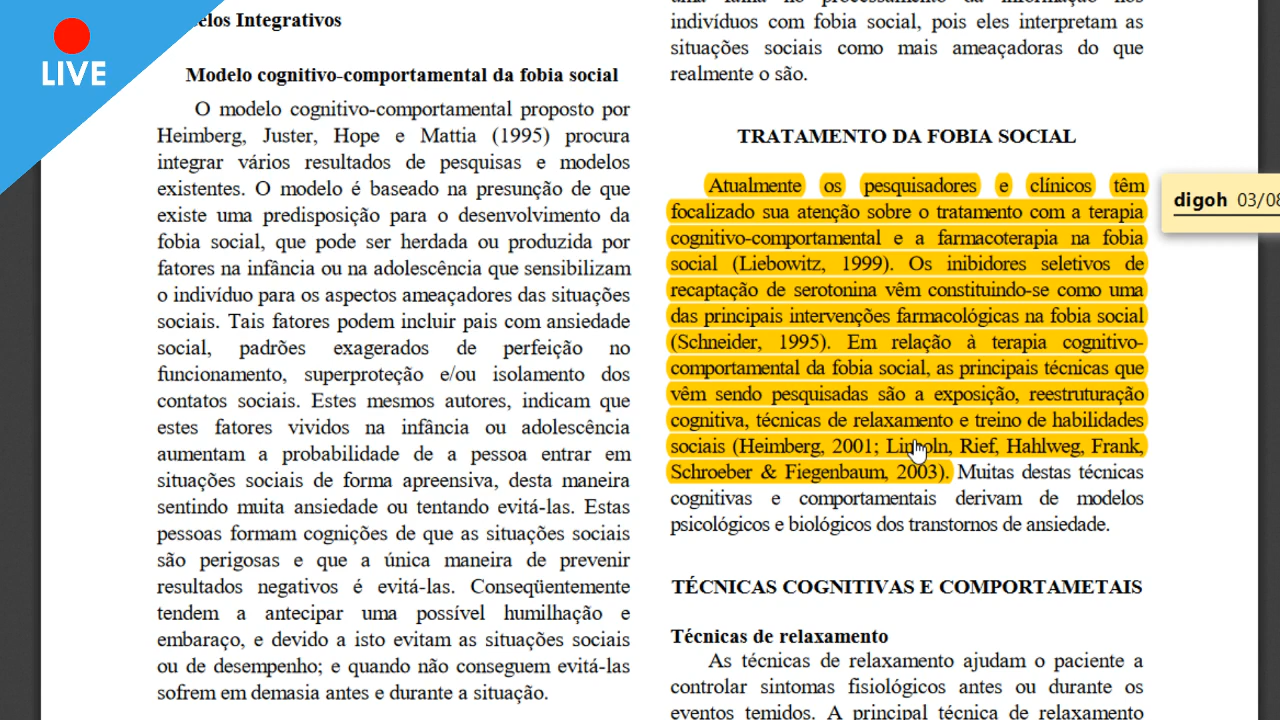 LIVE
elos Integrativos
Modelo cognitivo-comportamental da fobia social
O modelo cognitivo-comportamental proposto por
Heimberg, Juster, Hope e Mattia (1995) procura
integrar vários resultados de pesquisas e modelos
existentes. O modelo é baseado na presunção de que
existe uma predisposição para o desenvolvimento da
fobia social, que pode ser herdada ou produzida por
fatores na infância ou na adolescência que sensibilizam
o indivíduo para os aspectos ameaçadores das situações
sociais. Tais fatores podem incluir pais com ansiedade
social, padrões exagerados de perfeição no
funcionamento, superproteção e/ou isolamento dos
contatos sociais. Estes mesmos autores, indicam que
estes fatores vividos na infância ou adolescência
aumentam a probabilidade de a pessoa entrar em
situações sociais de forma apreensiva, desta maneira
sentindo muita ansiedade ou tentando evitá-las. Estas
pessoas formam cognições de que as situações sociais
são perigosas e que a única maneira de prevenir
resultados negativos é evitá-las. Conseqüentemente
tendem a antecipar uma possível humilhação e
embaraço, e devido a isto evitam as situações sociais
ou de desempenho; e quando não conseguem evitá-las
sofrem em demasia antes e durante a situação.
uma falha no processamento da informação nos
indivíduos com fobia social, pois eles interpretam as
situações sociais como mais ameaçadoras do que
realmente o são.
TRATAMENTO DA FOBIA SOCIAL
Atualmente os pesquisadores e clínicos têm
focalizado sua atenção sobre o tratamento com a terapia
cognitivo-comportamental e a farmacoterapia na fobia
social (Liebowitz, 1999). Os inibidores seletivos de
recaptação de serotonina vêm constituindo-se como uma
das principais intervenções farmacológicas na fobia social
(Schneider, 1995). Em relação à terapia cognitivo-
comportamental da fobia social, as principais técnicas que
vêm sendo pesquisadas são a exposição, reestruturação
cognitiva, técnicas de relaxamento e treino de habilidades
sociais (Heimberg, 2001; Lincoln, Rief, Hahlweg, Frank,
Schroeber & Fiegenbaum, 2003). Muitas destas técnicas
cognitivas e comportamentais derivam de modelos
psicológicos e biológicos dos transtornos de ansiedade.
TÉCNICAS COGNITIVAS E COMPORTAMETAIS
Técnicas de relaxamento
As técnicas de relaxamento ajudam o paciente a
controlar sintomas fisiológicos antes ou durante os
eventos temidos. A principal técnica de relaxamento
digoh 03/08